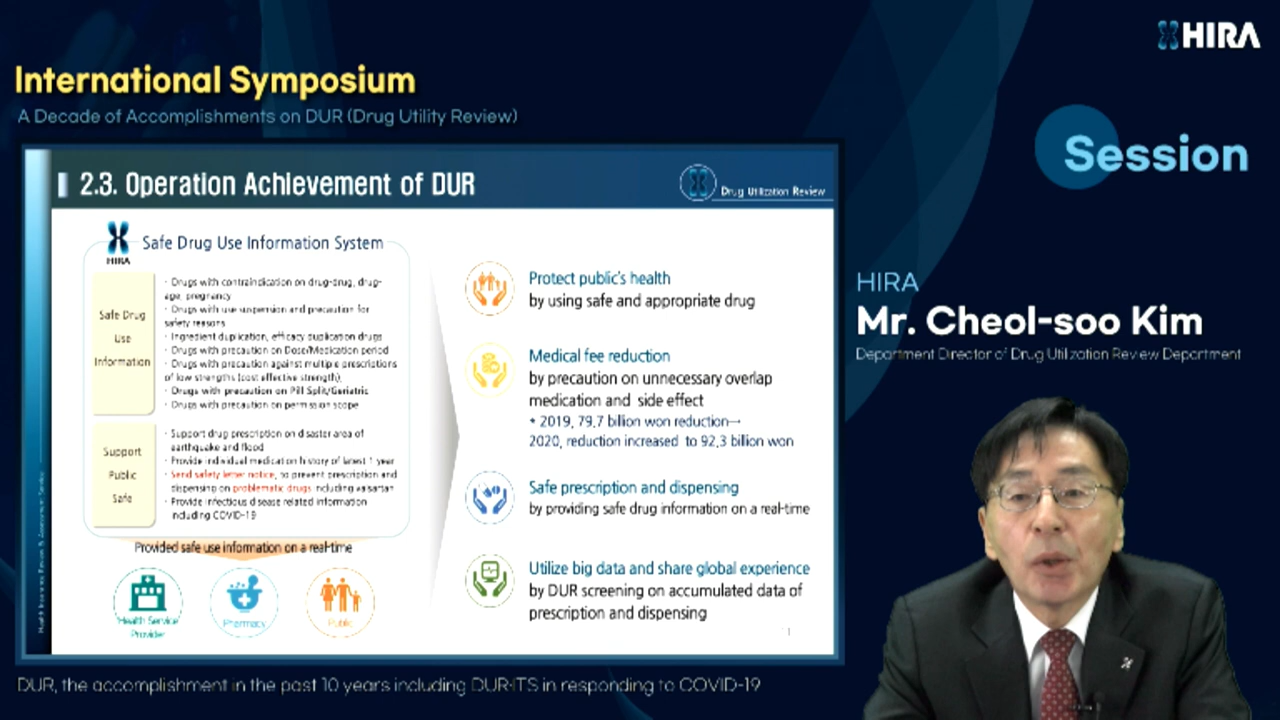 HIRA
International Symposium
A Decade of Accomplishments on DUR (Drug Utility Review)
Session
2.3. Operation Achievement of DUR
Drug Utilization Review
HIRA
Safe Drug Use Information System
Safe Drug
Use
Information
· Drugs with contraindication on drug-drug, drug-
age, pregnancy
· Drugs with use suspension and precaution for
safety reasons
· Ingredient duplication, efficacy duplication drugs
· Drugs with precaution on Dose/Medication period
· Drugs with precaution against multiple prescriptions
of low strengths (cost effective strength),
· Drugs with precaution on Pill Split/Geriatric
· Drugs with precaution on permission scope
Support
Public
Safe
· Support drug prescription on disaster area of
earthquake and flood
· Provide individual medication history of latest 1 year
· Send safety letter notice, to prevent prescription and
dispensing on problematic drugs including valsartan
· Provide infectious disease related information
including COVID-19
Provided safe use information on a real-time
Health Service
Provider
Pharmacy
Public
Protect public's health
by using safe and appropriate drug
Medical fee reduction
by precaution on unnecessary overlap
medication and side effect
* 2019, 79.7 billion won reduction→
2020, reduction increased to 92.3 billion won
Safe prescription and dispensing
by providing safe drug information on a real-time
Utilize big data and share global experience
by DUR screening on accumulated data of
prescription and dispensing
Health Insurance Review & Assessment Service
HIRA
Mr. Cheol-soo Kim
Department Director of Drug Utilization Review Department
DUR, the accomplishment in the past 10 years including DUR·ITS in responding to COVID-19